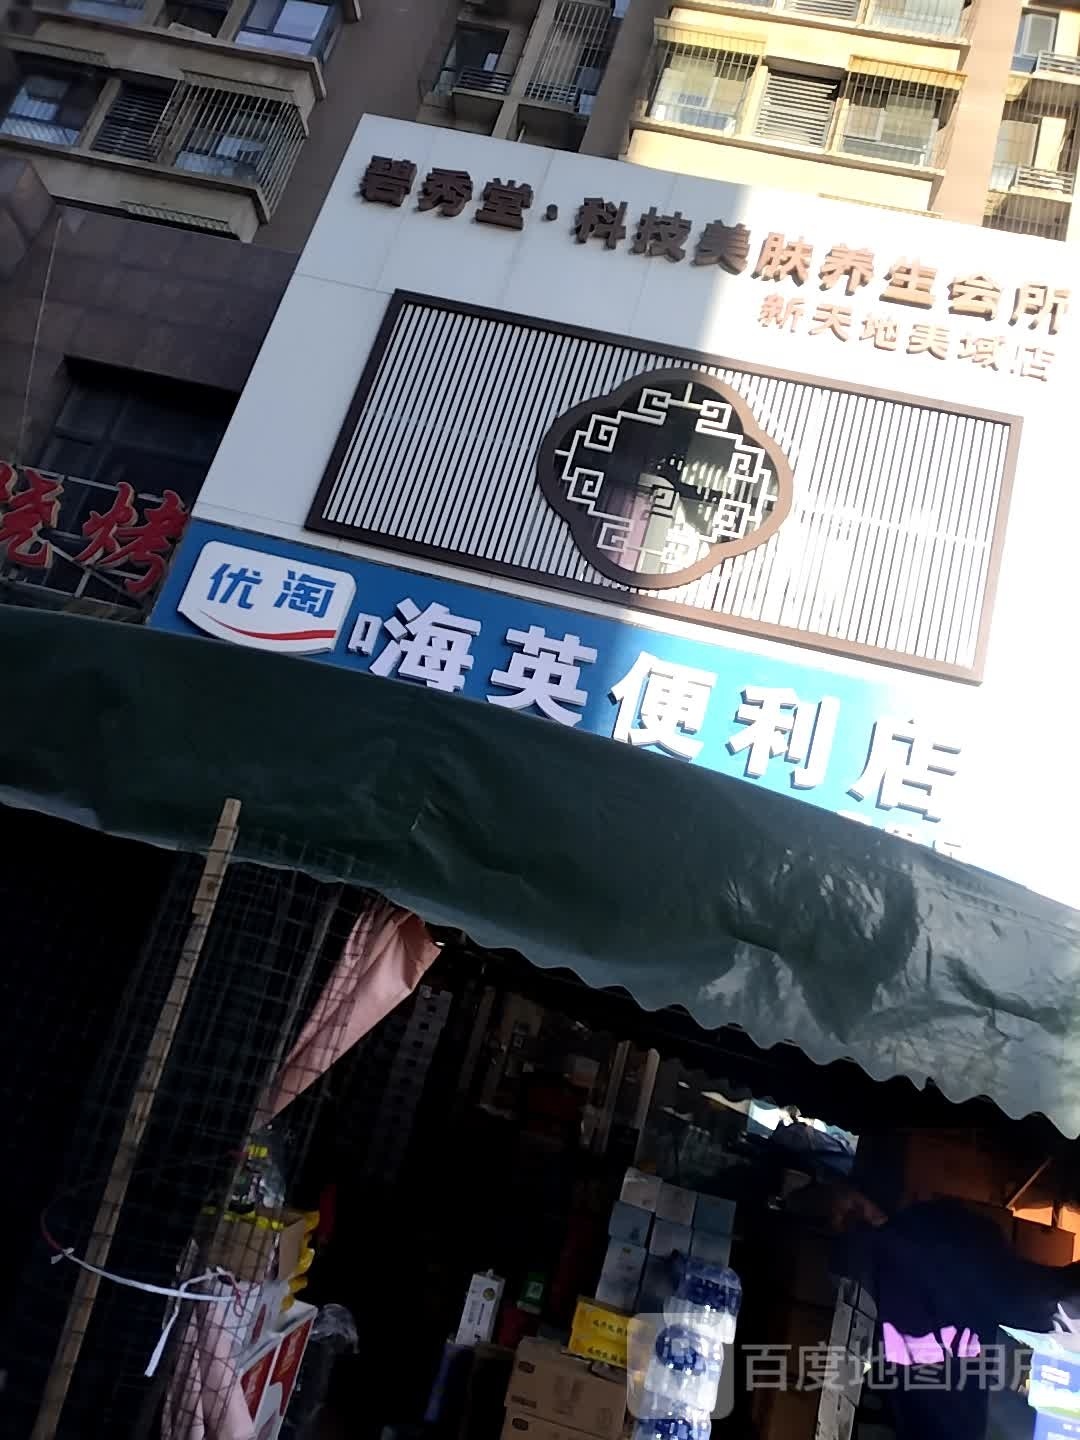 碧秀堂·科技美肤养生会所
新天地美域店
烧烤
优淘
嗨英便利店
百度地图用户